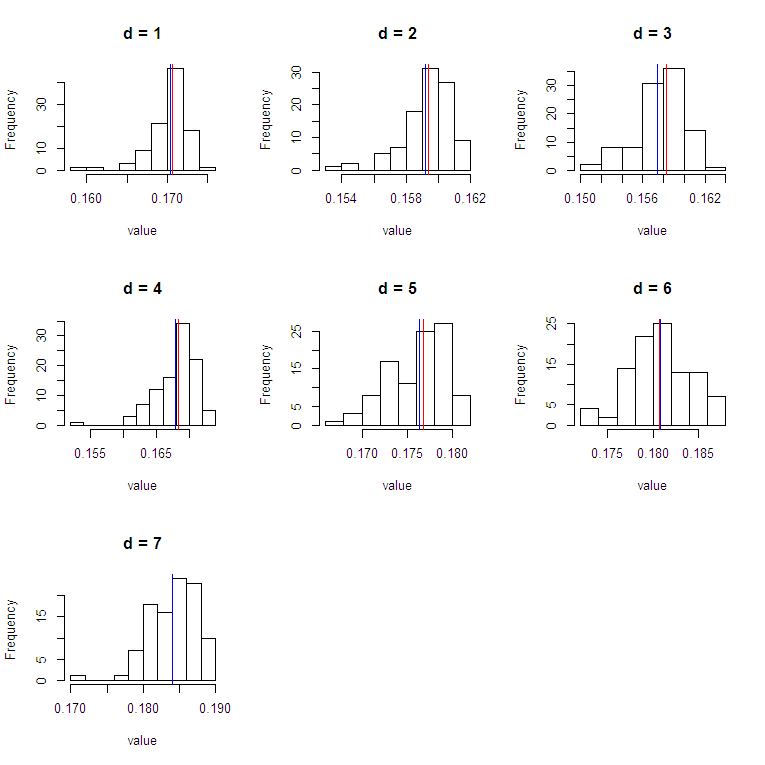 d = 1
Frequency
0 10 30
0.160 0.170
value
d = 2
Frequency
0 10 20 30
0.154 0.158 0.162
value
d = 3
Frequency
0 10 20 30
0.150 0.156 0.162
value
d = 4
Frequency
0 10 20 30
0.155 0.165
value
d = 5
Frequency
0 5 15 25
0.170 0.175 0.180
value
d = 6
Frequency
0 5 15 25
0.175 0.180 0.185
value
d = 7
Frequency
0 5 15
0.170 0.180 0.190
value